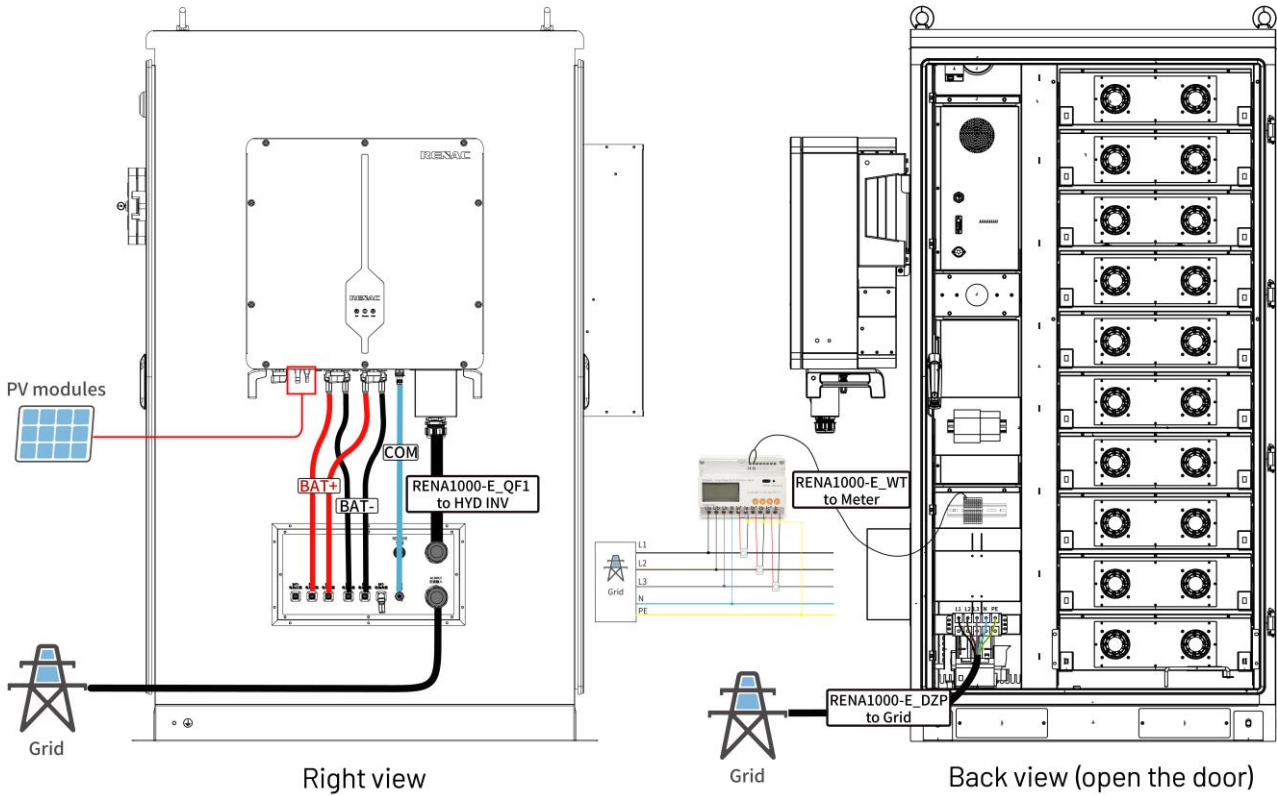 RENAC
RENAC
PV modules
COM
BAT+
BAT-
RENA1000-E_QF1
to HYD INV
Grid
Right view
RENA1000-E_WT
to Meter
L1
L2
L3
N
PE
Grid
L1 L2 L3 N PE
RENA1000-E_DZP
to Grid
Grid
Back view (open the door)